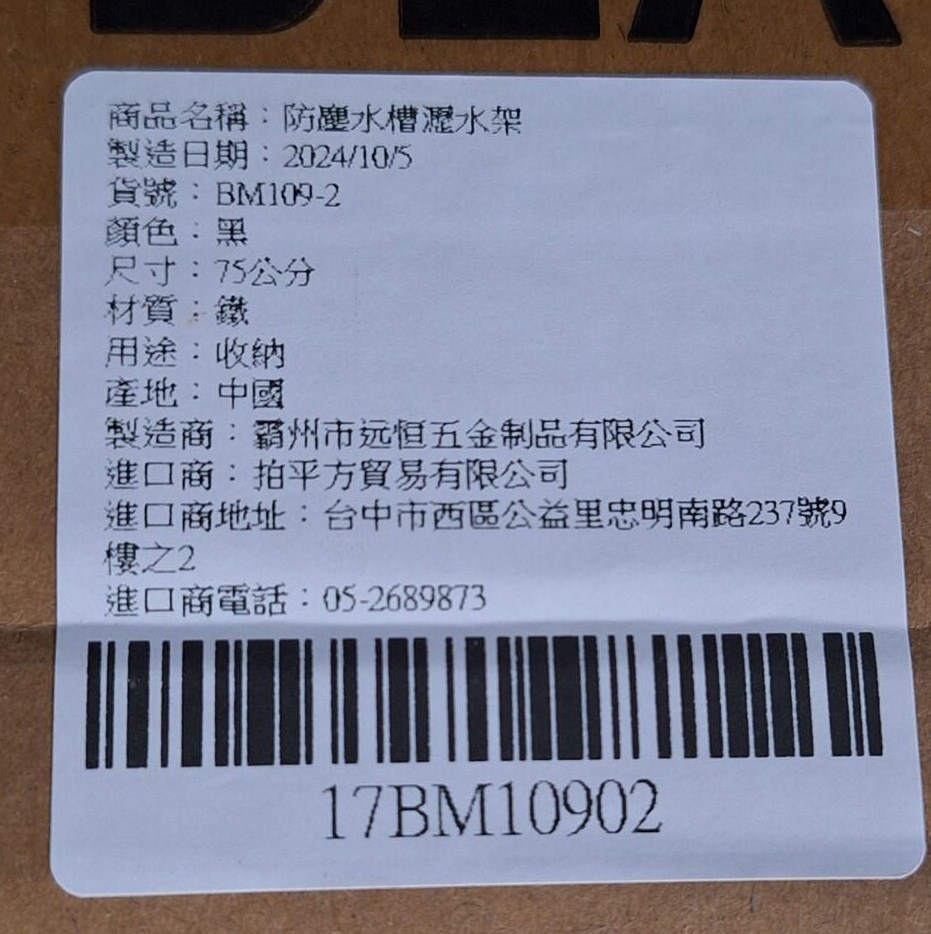 商品名稱：防塵水槽瀝水架
製造日期：2024/10/5
貨號：BM109-2
顏色：黑
尺寸：75公分
材質：鐵
用途：收納
產地：中國
製造商：霸州市远恒五金制品有限公司
進口商：拍平方貿易有限公司
進口商地址：台中市西區公益里忠明南路237號9
樓之2
進口商電話：05-2689873
17BM10902